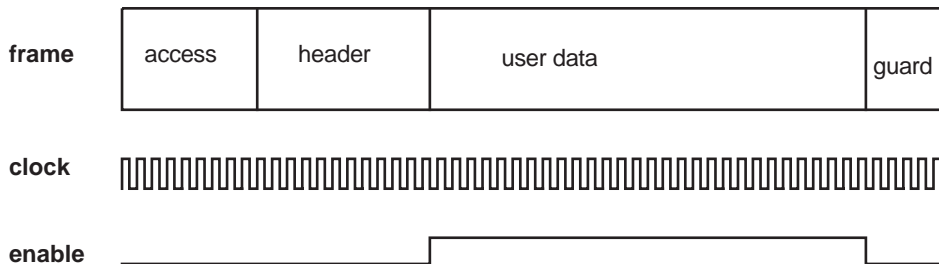 frame access header user data guard
clock
enable